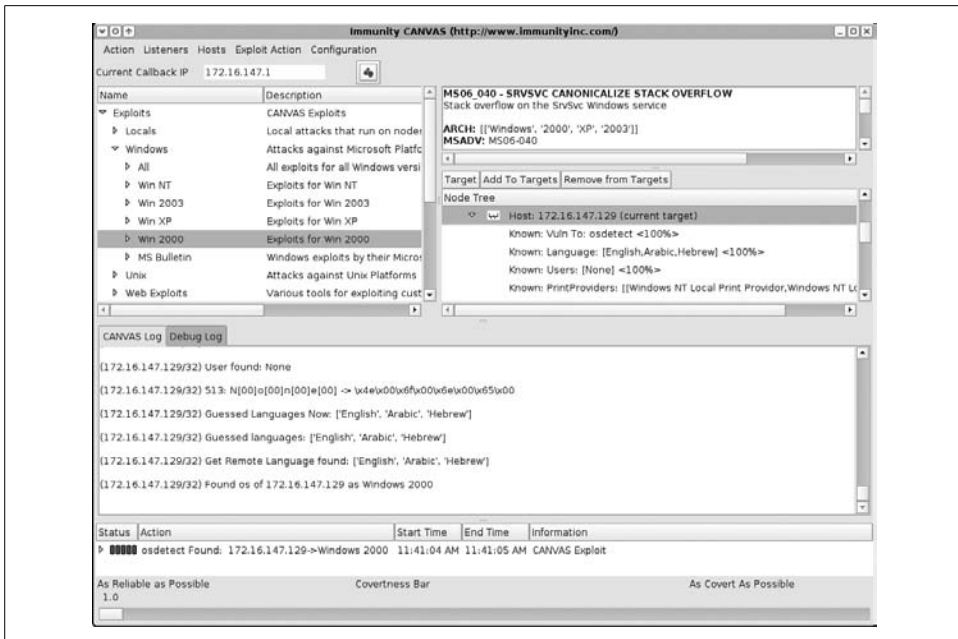 Immunity CANVAS (http://www.immunityinc.com/)
Action Listeners Hosts Exploit Action Configuration
Current Callback IP 172.16.147.1
Name Description
Exploits CANVAS Exploits
Locals Local attacks that run on node
Windows Attacks against Microsoft Platfc
All All exploits for all Windows versi
Win NT Exploits for Win NT
Win 2003 Exploits for Win 2003
Win XP Exploits for Win XP
Win 2000 Exploits for Win 2000
MS Bulletin Windows exploits by their Micros
Unix Attacks against Unix Platforms
Web Exploits Various tools for exploiting cust
MS06_040 - SRVSVC CANONICALIZE STACK OVERFLOW
Stack overflow on the SrvSvc Windows service
ARCH: [['Windows', '2000', 'XP', '2003']]
MSADV: MS06-040
Target Add To Targets Remove from Targets
Node Tree
Host: 172.16.147.129 (current target)
Known: Vuln To: osdetect <100%>
Known: Language: [English,Arabic,Hebrew] <100%>
Known: Users: [None] <100%>
Known: PrintProviders: [[Windows NT Local Print Providor,Windows NT Lc
CANVAS Log Debug Log
(172.16.147.129/32) User found: None
(172.16.147.129/32) 513: N[00]o[00]n[00]e[00] -> \x4e\x00\x6f\x00\x6e\x00\x65\x00
(172.16.147.129/32) Guessed Languages Now: ['English', 'Arabic', 'Hebrew']
(172.16.147.129/32) Guessed languages: ['English', 'Arabic', 'Hebrew']
(172.16.147.129/32) Get Remote Language found: ['English', 'Arabic', 'Hebrew']
(172.16.147.129/32) Found os of 172.16.147.129 as Windows 2000
Status Action Start Time End Time Information
osdetect Found: 172.16.147.129->Windows 2000 11:41:04 AM 11:41:05 AM CANVAS Exploit
As Reliable as Possible Covertness Bar As Covert As Possible
1.0